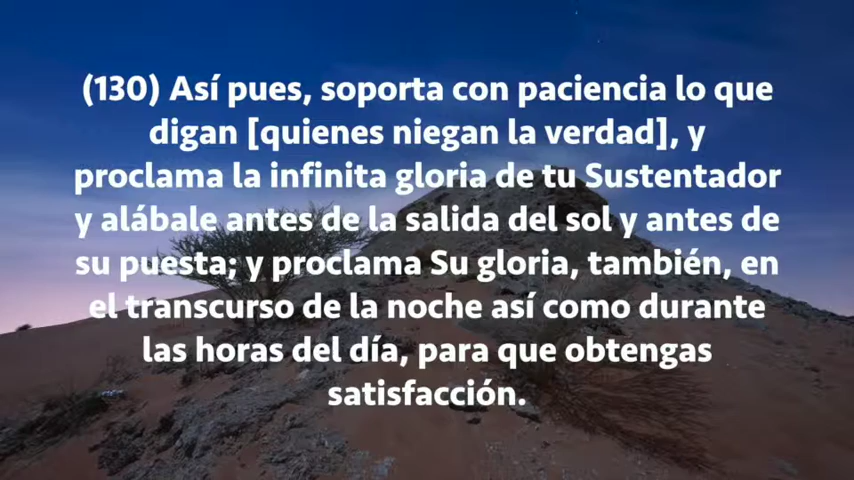 (130) Así pues, soporta con paciencia lo que
digan [quienes niegan la verdad], y
proclama la infinita gloria de tu Sustentador
y alábale antes de la salida del sol y antes de
su puesta; y proclama Su gloria, también, en
el transcurso de la noche así como durante
las horas del día, para que obtengas
satisfacción.